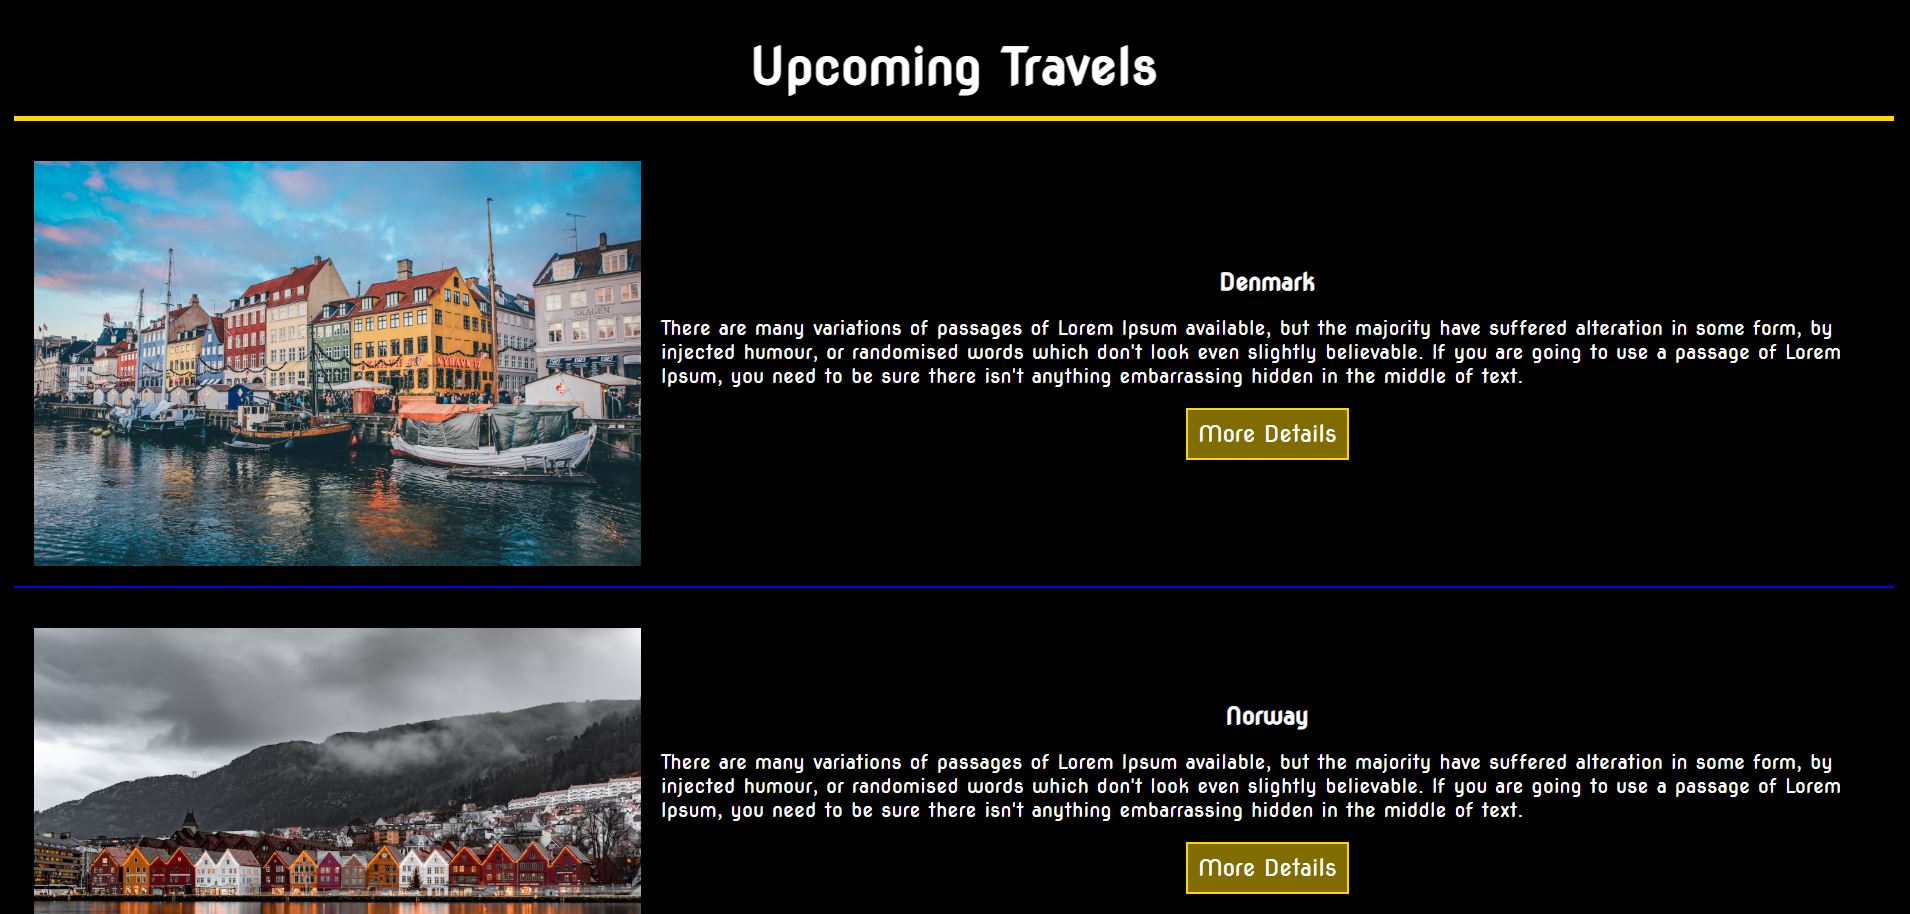 Upcoming Travels
SKAGEN
NYHAVN 17
Denmark
There are many variations of passages of Lorem Ipsum available, but the majority have suffered alteration in some form, by
injected humour, or randomised words which don't look even slightly believable. If you are going to use a passage of Lorem
Ipsum, you need to be sure there isn't anything embarrassing hidden in the middle of text.
More Details
Norway
There are many variations of passages of Lorem Ipsum available, but the majority have suffered alteration in some form, by
injected humour, or randomised words which don't look even slightly believable. If you are going to use a passage of Lorem
Ipsum, you need to be sure there isn't anything embarrassing hidden in the middle of text.
More Details